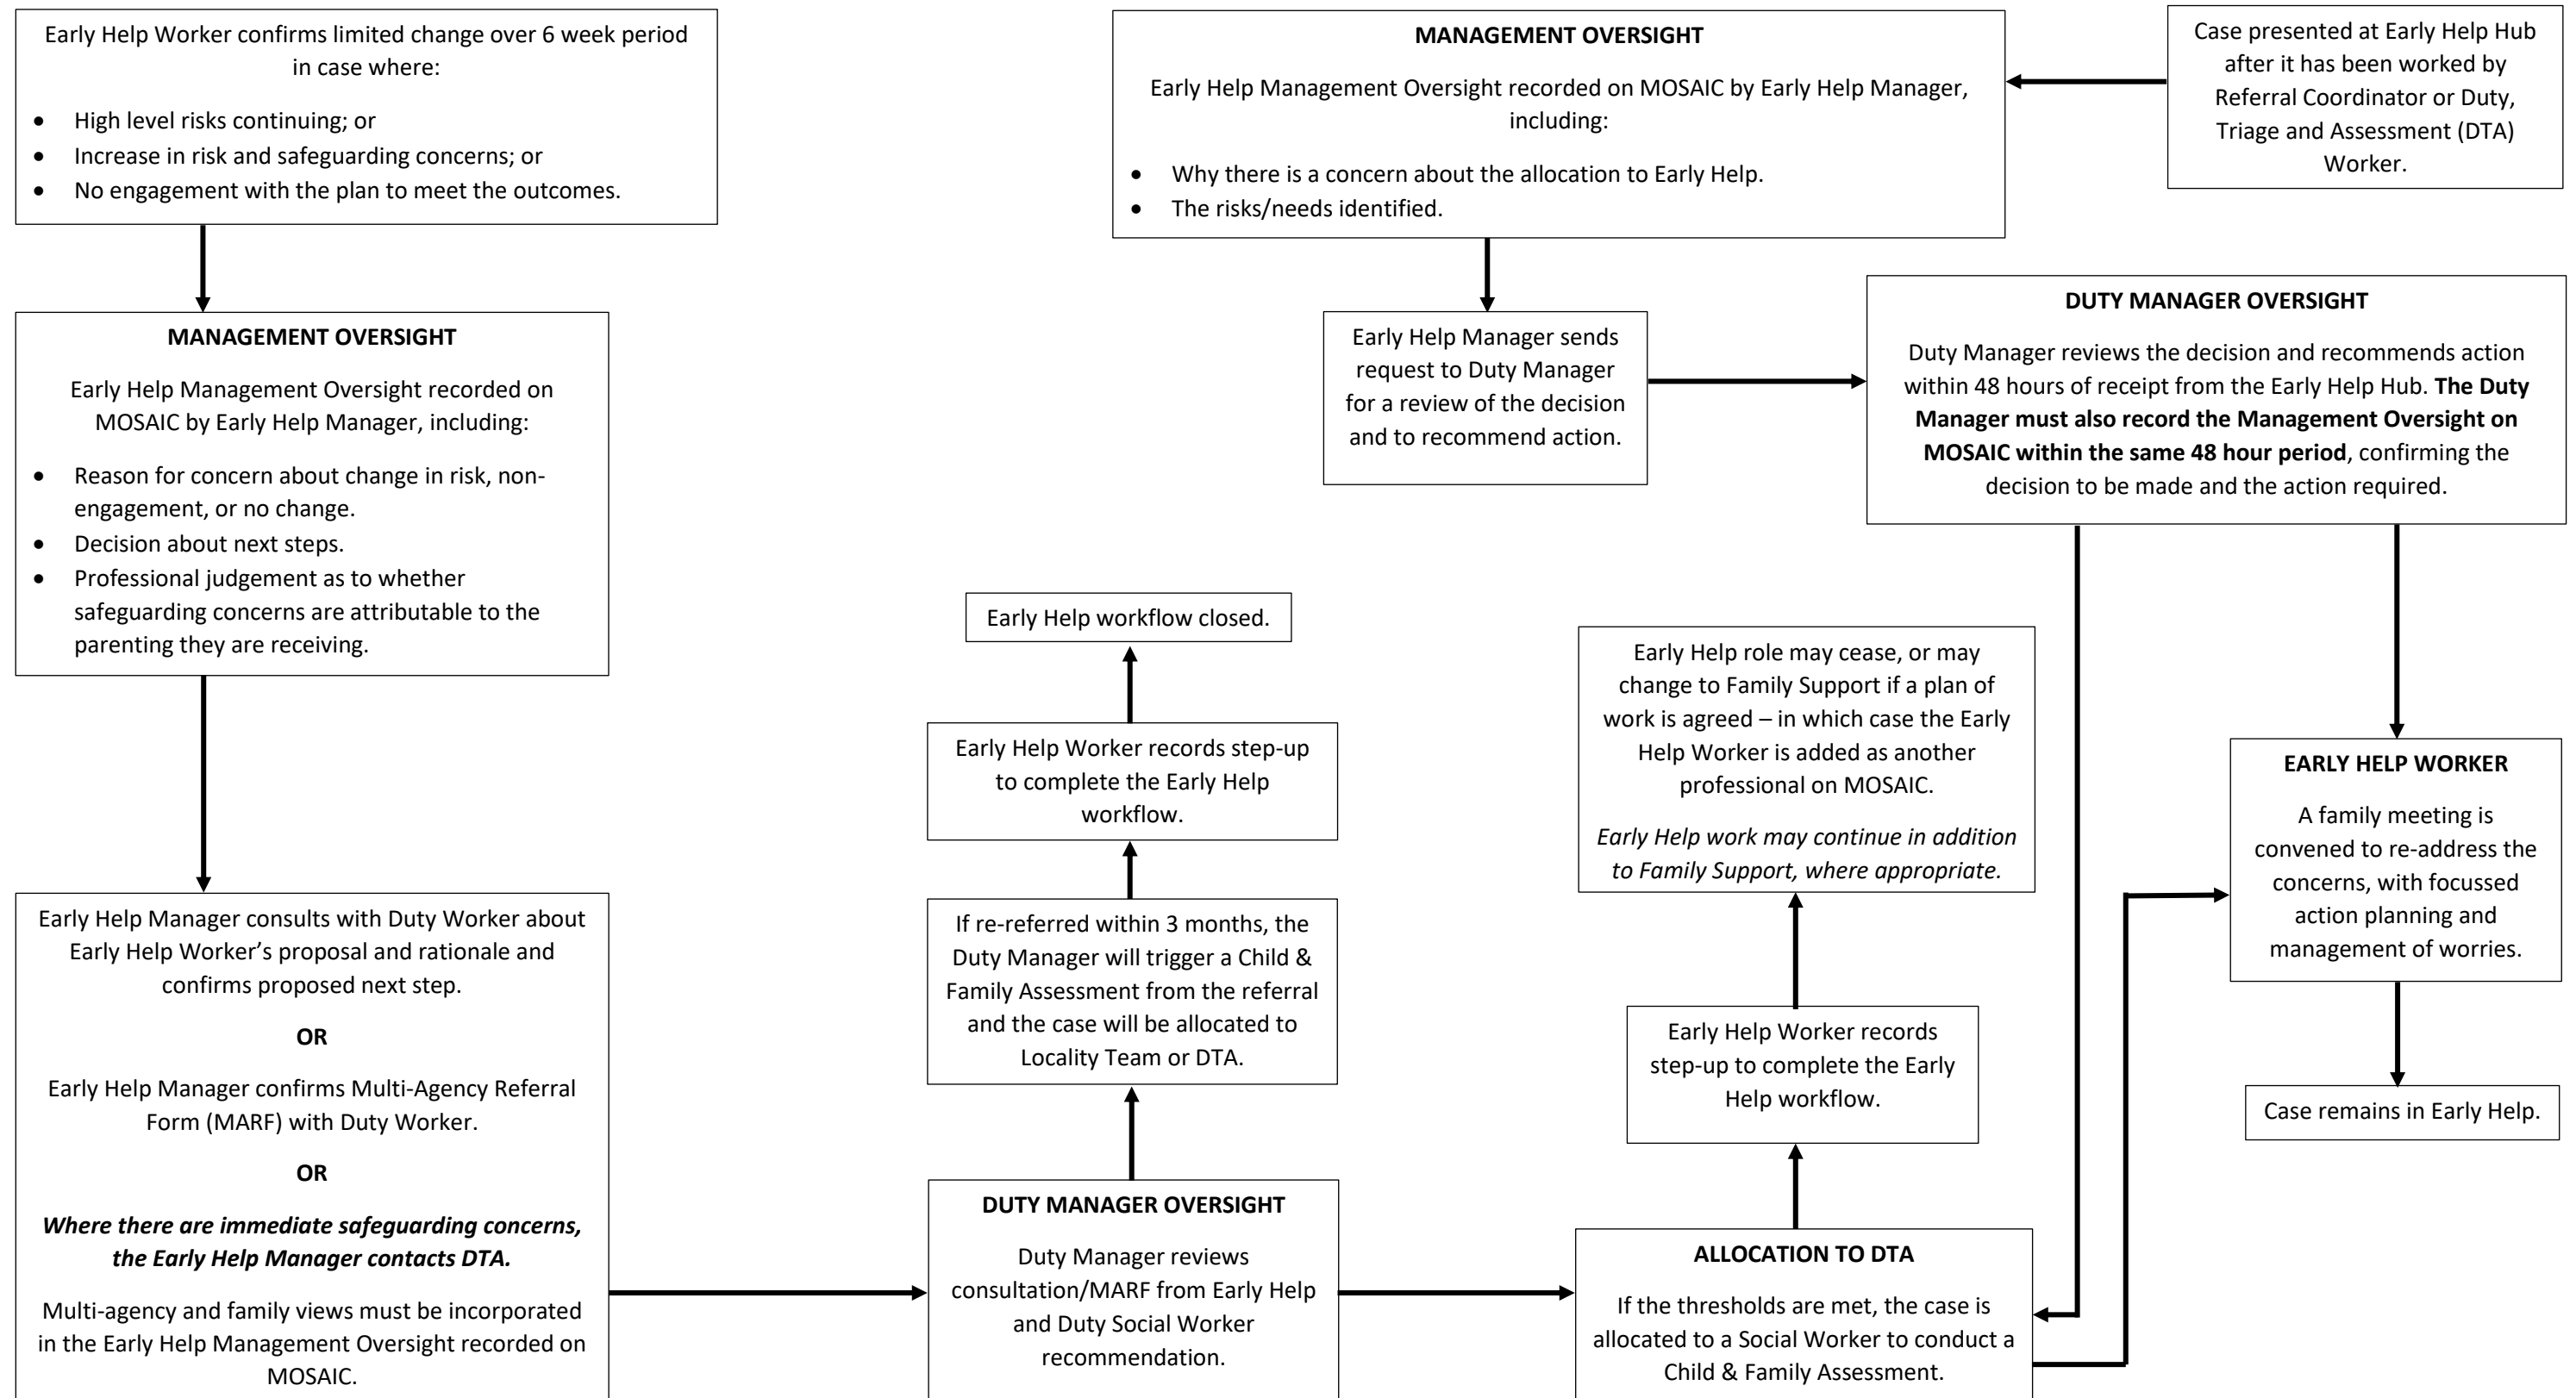 Early Help Worker confirms limited change over 6 week period
in case where:
• High level risks continuing; or
• Increase in risk and safeguarding concerns; or
• No engagement with the plan to meet the outcomes.
MANAGEMENT OVERSIGHT
Early Help Management Oversight recorded on
MOSAIC by Early Help Manager, including:
• Reason for concern about change in risk, non-
engagement, or no change.
• Decision about next steps.
• Professional judgement as to whether
safeguarding concerns are attributable to the
parenting they are receiving.
Early Help Manager consults with Duty Worker about
Early Help Worker’s proposal and rationale and
confirms proposed next step.
OR
Early Help Manager confirms Multi-Agency Referral
Form (MARF) with Duty Worker.
OR
Where there are immediate safeguarding concerns,
the Early Help Manager contacts DTA.
Multi-agency and family views must be incorporated
in the Early Help Management Oversight recorded on
MOSAIC.
MANAGEMENT OVERSIGHT
Early Help Management Oversight recorded on MOSAIC by Early Help Manager,
including:
• Why there is a concern about the allocation to Early Help.
• The risks/needs identified.
Case presented at Early Help Hub
after it has been worked by
Referral Coordinator or Duty,
Triage and Assessment (DTA)
Worker.
Early Help Manager sends
request to Duty Manager
for a review of the decision
and to recommend action.
DUTY MANAGER OVERSIGHT
Duty Manager reviews the decision and recommends action
within 48 hours of receipt from the Early Help Hub. The Duty
Manager must also record the Management Oversight on
MOSAIC within the same 48 hour period, confirming the
decision to be made and the action required.
Early Help workflow closed.
Early Help Worker records step-up
to complete the Early Help
workflow.
If re-referred within 3 months, the
Duty Manager will trigger a Child &
Family Assessment from the referral
and the case will be allocated to
Locality Team or DTA.
DUTY MANAGER OVERSIGHT
Duty Manager reviews
consultation/MARF from Early Help
and Duty Social Worker
recommendation.
Early Help role may cease, or may
change to Family Support if a plan of
work is agreed – in which case the Early
Help Worker is added as another
professional on MOSAIC.
Early Help work may continue in addition
to Family Support, where appropriate.
Early Help Worker records
step-up to complete the Early
Help workflow.
ALLOCATION TO DTA
If the thresholds are met, the case is
allocated to a Social Worker to conduct a
Child & Family Assessment.
EARLY HELP WORKER
A family meeting is
convened to re-address the
concerns, with focussed
action planning and
management of worries.
Case remains in Early Help.